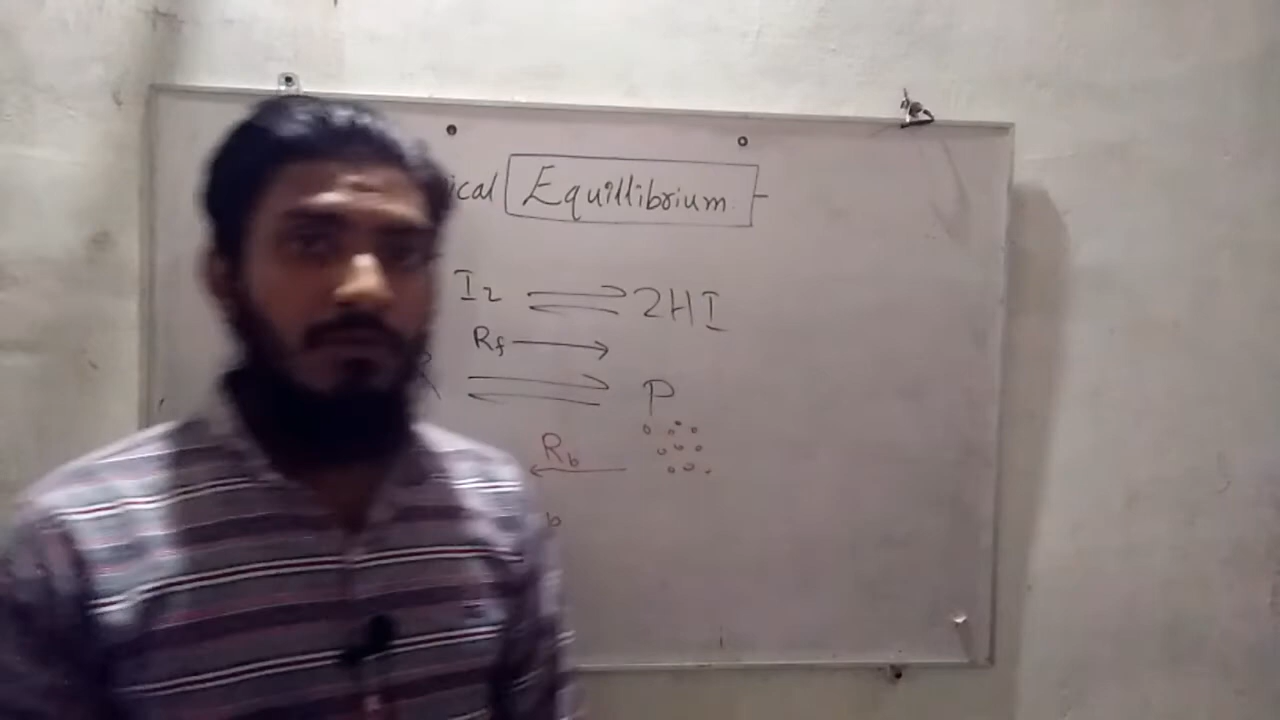 ical Equillibrium
I2 ⇌ 2HI
Rf →
⇌ P
← Rb
b